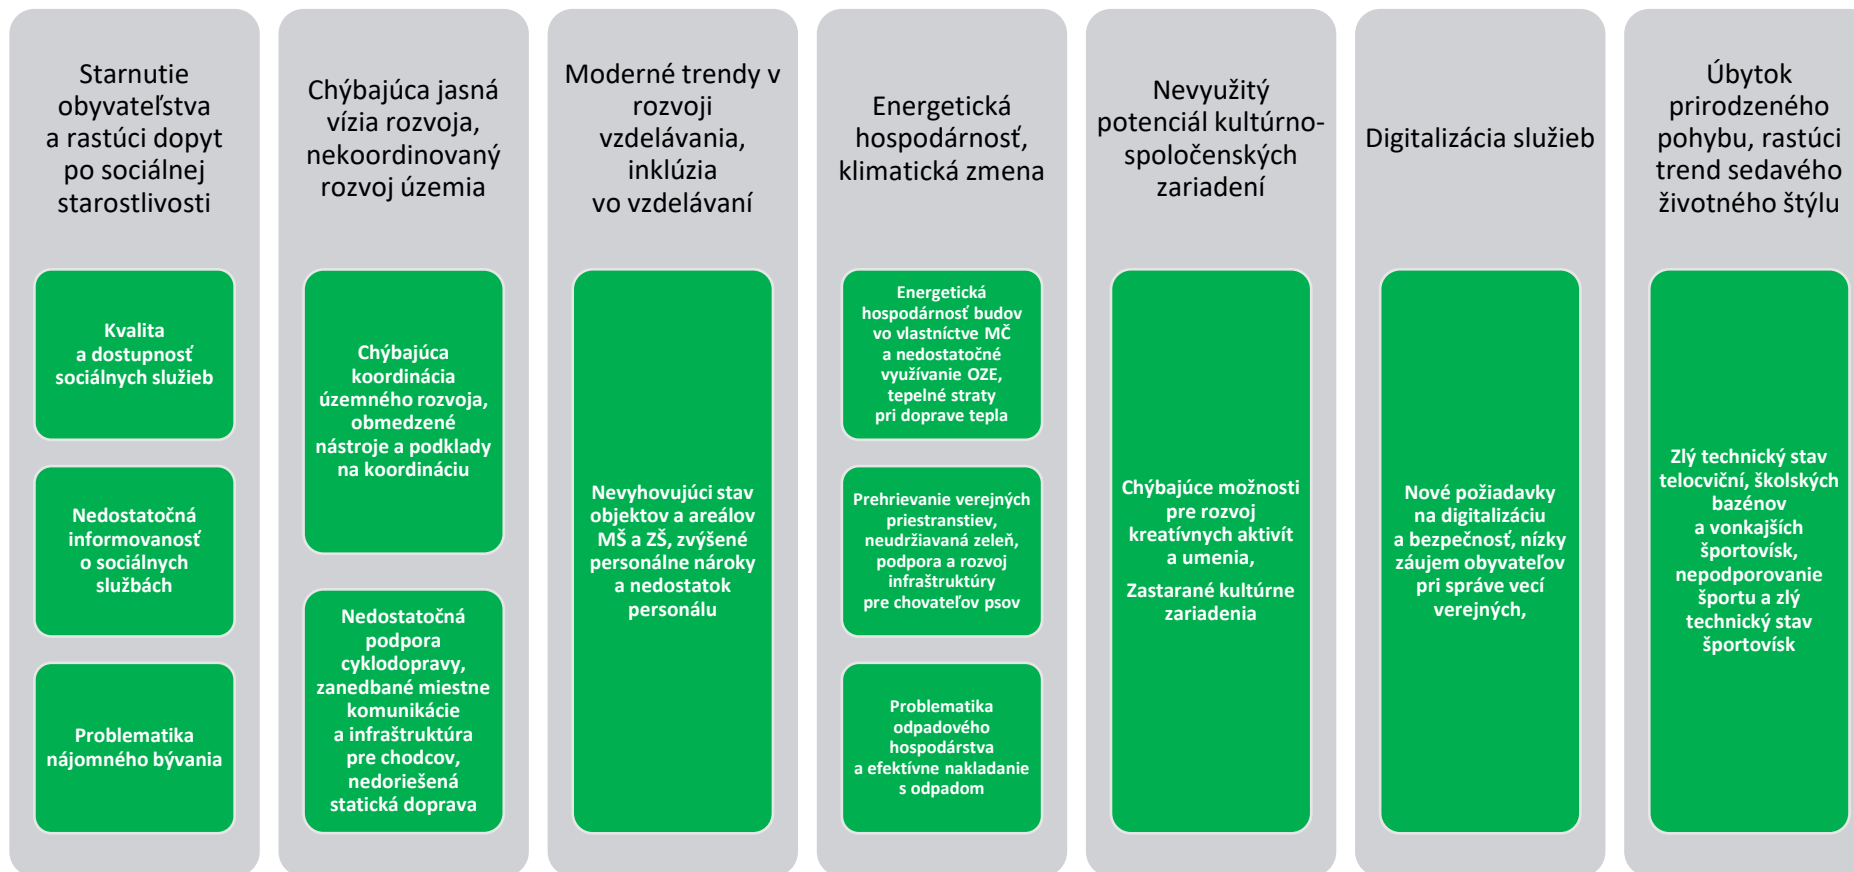 Starnutie
obyvateľstva
a rastúci dopyt
po sociálnej
starostlivosti
Kvalita
a dostupnosť
sociálnych služieb
Nedostatočná
informovanosť
o sociálnych
službách
Problematika
nájomného bývania
Chýbajúca jasná
vízia rozvoja,
nekoordinovaný
rozvoj územia
Chýbajúca
koordinácia
územného rozvoja,
obmedzené
nástroje a podklady
na koordináciu
Nedostatočná
podpora
cyklodopravy,
zanedbané miestne
komunikácie
a infraštruktúra
pre chodcov,
nedoriešená
statická doprava
Moderné trendy v
rozvoji
vzdelávania,
inklúzia
vo vzdelávaní
Nevyhovujúci stav
objektov a areálov
MŠ a ZŠ, zvýšené
personálne nároky
a nedostatok
personálu
Energetická
hospodárnosť,
klimatická zmena
Energetická
hospodárnosť budov
vo vlastníctve MČ
a nedostatočné
využívanie OZE,
tepelné straty
pri doprave tepla
Prehrievanie verejných
priestranstiev,
neudržiavaná zeleň,
podpora a rozvoj
infraštruktúry
pre chovateľov psov
Problematika
odpadového
hospodárstva
a efektívne nakladanie
s odpadom
Nevyužitý
potenciál kultúrno-
spoločenských
zariadení
Chýbajúce možnosti
pre rozvoj
kreatívnych aktivít
a umenia,
Zastarané kultúrne
zariadenia
Digitalizácia služieb
Nové požiadavky
na digitalizáciu
a bezpečnosť, nízky
záujem obyvateľov
pri správe vecí
verejných,
Úbytok
prirodzeného
pohybu, rastúci
trend sedavého
životného štýlu
Zlý technický stav
telocviční, školských
bazénov
a vonkajších
športovísk,
nepodporovanie
športu a zlý
technický stav
športovísk